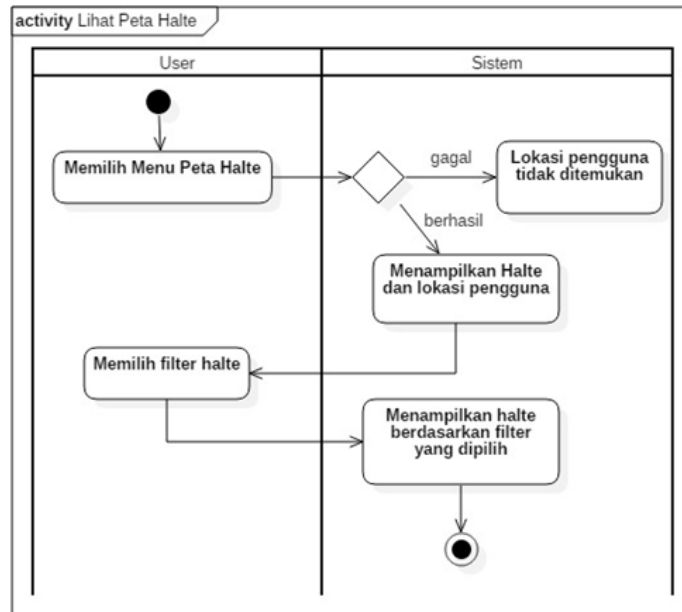 activity Lihat Peta Halte
User
Sistem
Memilih Menu Peta Halte
gagal
Lokasi pengguna
tidak ditemukan
berhasil
Menampilkan Halte
dan lokasi pengguna
Memilih filter halte
Menampilkan halte
berdasarkan filter
yang dipilih